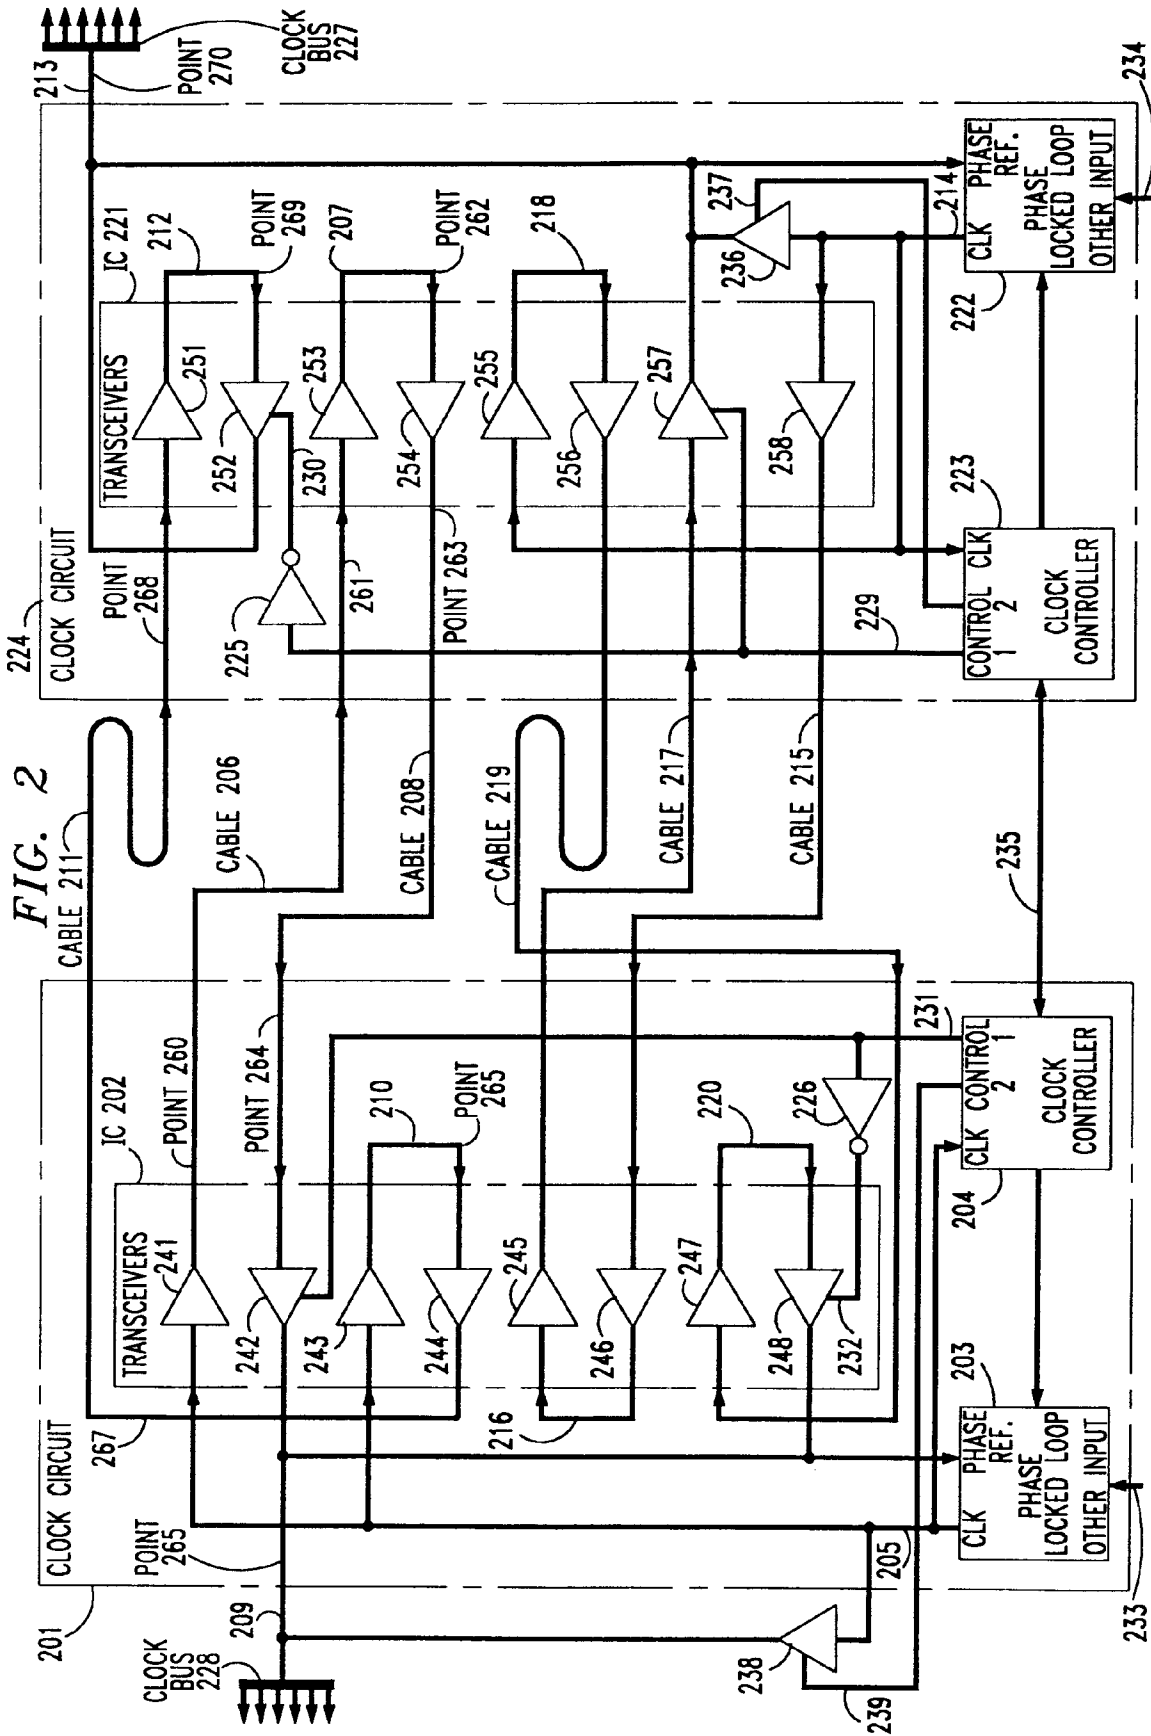 FIG. 2
CABLE 211
CABLE 206
CABLE 208
CABLE 219
CABLE 217
CABLE 215
235
224
CLOCK CIRCUIT
213
POINT
270
CLOCK
BUS
227
IC 221
TRANSCEIVERS
POINT
268
251
212
POINT
269
252
230
225
253
207
261
254
POINT
262
POINT 263
255
218
256
257
237
236
258
229
214
223
CONTROL
1
2
CLK
CLOCK
CONTROLLER
222
CLK
PHASE
REF.
PHASE
LOCKED LOOP
OTHER INPUT
234
201
CLOCK CIRCUIT
267
IC 202
POINT 260
POINT 264
TRANSCEIVERS
241
242
243
210
POINT
265
244
245
246
216
247
220
248
226
232
231
POINT
265
209
CLOCK
BUS
228
238
239
205
203
CLK
PHASE
REF.
PHASE
LOCKED LOOP
OTHER INPUT
233
204
CLK
CONTROL
2
1
CLOCK
CONTROLLER